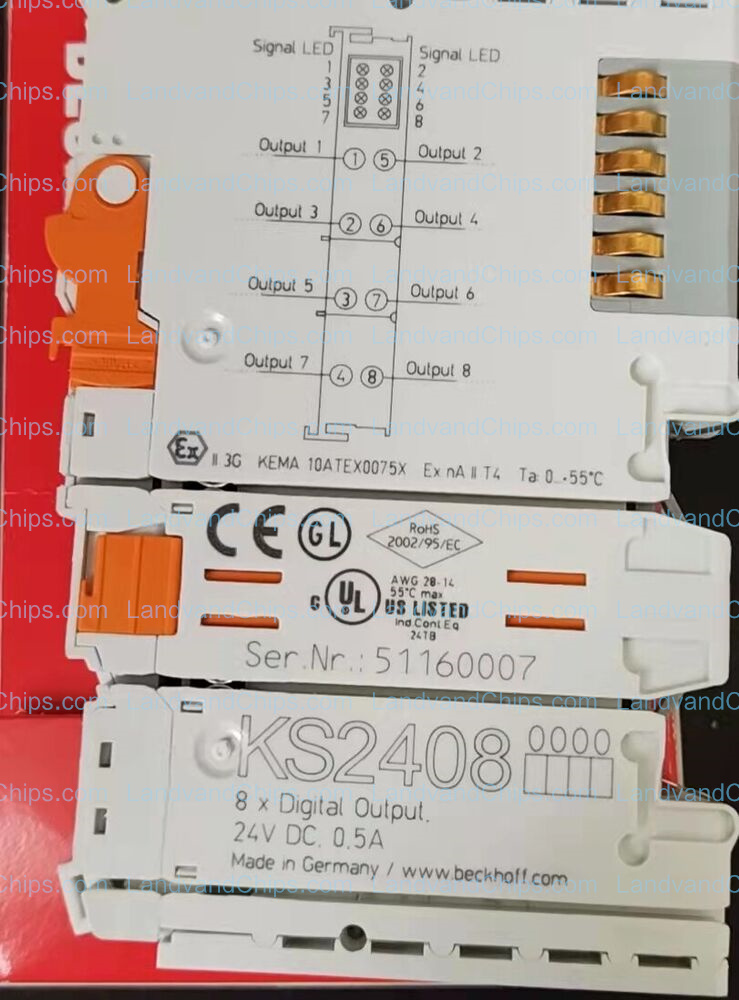 Signal LED
Signal LED
1 2
3 4
5 6
7 8
Output 1 1 5 Output 2
Output 3 2 6 Output 4
Output 5 3 7 Output 6
Output 7 4 8 Output 8
Ex II 3G KEMA 10ATEX0075X Ex nA II T4 Ta: 0...+55°C
CE GL RoHS
2002/95/EC
AWG 28-14
55°C max
C UL US LISTED
Ind.Cont.Eq
24TB
Ser.Nr.: 51160007
KS2408 0000
8 x Digital Output,
24V DC, 0.5A
Made in Germany / www.beckhoff.com
LandvandChips.com